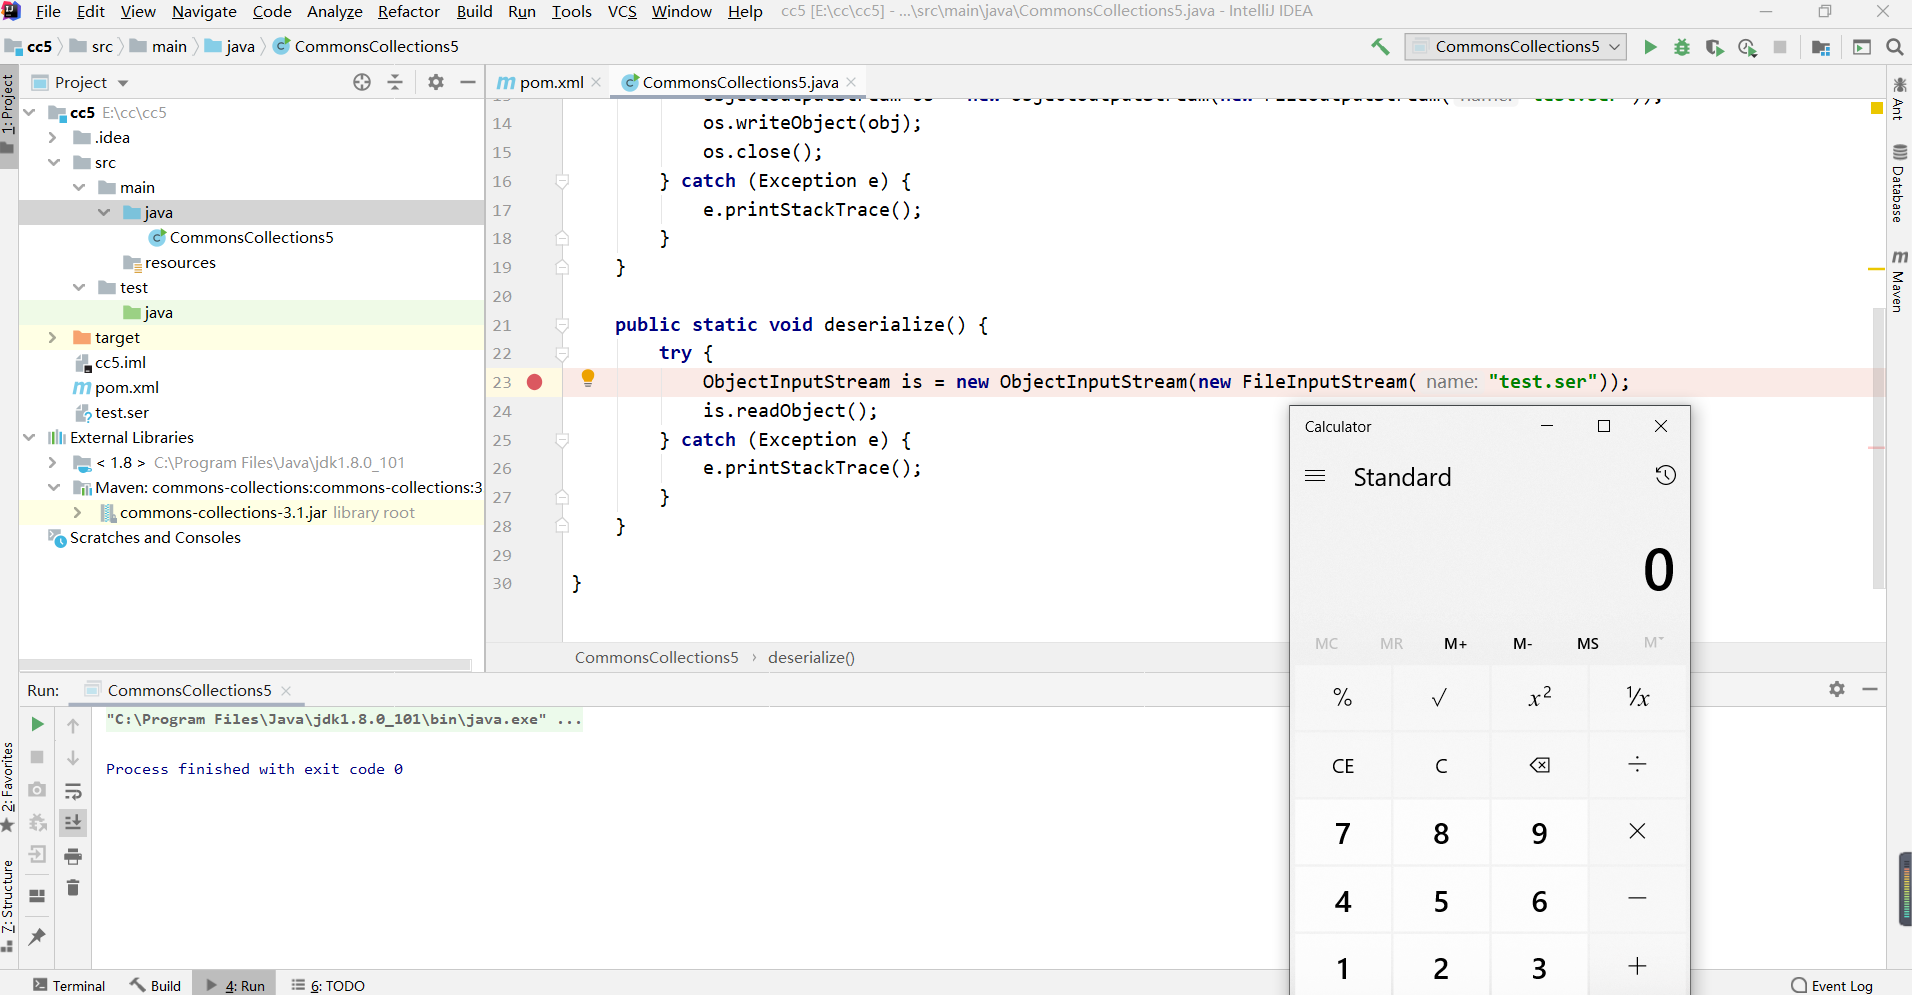 File Edit View Navigate Code Analyze Refactor Build Run Tools VCS Window Help cc5 [E:\cc\cc5] - ...\src\main\java\CommonsCollections5.java - IntelliJ IDEA
cc5 src main java CommonsCollections5
CommonsCollections5
1: Project
Project
cc5 E:\cc\cc5
.idea
src
main
java
CommonsCollections5
resources
test
java
target
cc5.iml
pom.xml
test.ser
External Libraries
< 1.8 > C:\Program Files\Java\jdk1.8.0_101
Maven: commons-collections:commons-collections:3
commons-collections-3.1.jar library root
Scratches and Consoles
pom.xml
CommonsCollections5.java
14 os.writeObject(obj);
15 os.close();
16 } catch (Exception e) {
17 e.printStackTrace();
18 }
19 }
20
21 public static void deserialize() {
22 try {
23 ObjectInputStream is = new ObjectInputStream(new FileInputStream( name: "test.ser"));
24 is.readObject();
25 } catch (Exception e) {
26 e.printStackTrace();
27 }
28 }
29
30 }
CommonsCollections5 › deserialize()
Ant
Database
Maven
Calculator
Standard
0
MC MR M+ M- MS M˅
% √ x² ¹/x
CE C ÷
7 8 9 ×
4 5 6 −
1 2 3 +
Run: CommonsCollections5
"C:\Program Files\Java\jdk1.8.0_101\bin\java.exe" ...
Process finished with exit code 0
2: Favorites
7: Structure
Terminal Build 4: Run 6: TODO
Event Log